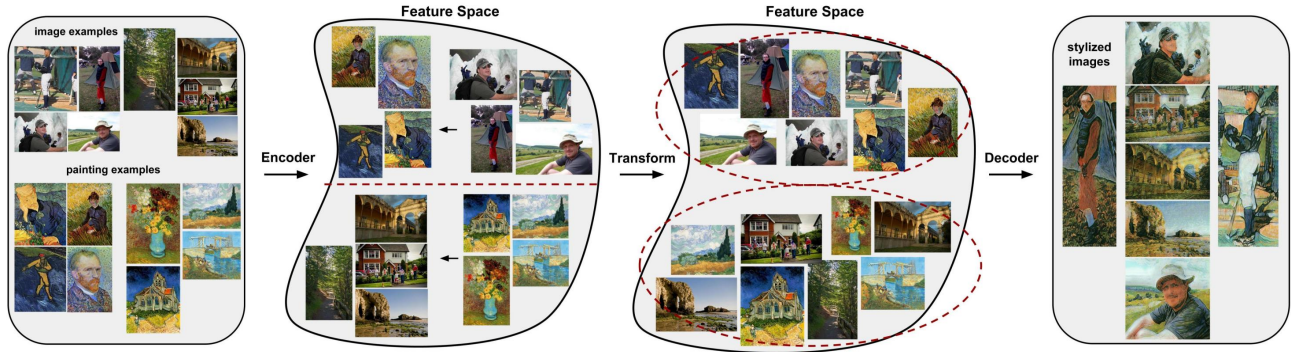 Feature Space
Feature Space
image examples
stylized
images
Encoder
Transform
Decoder
painting examples